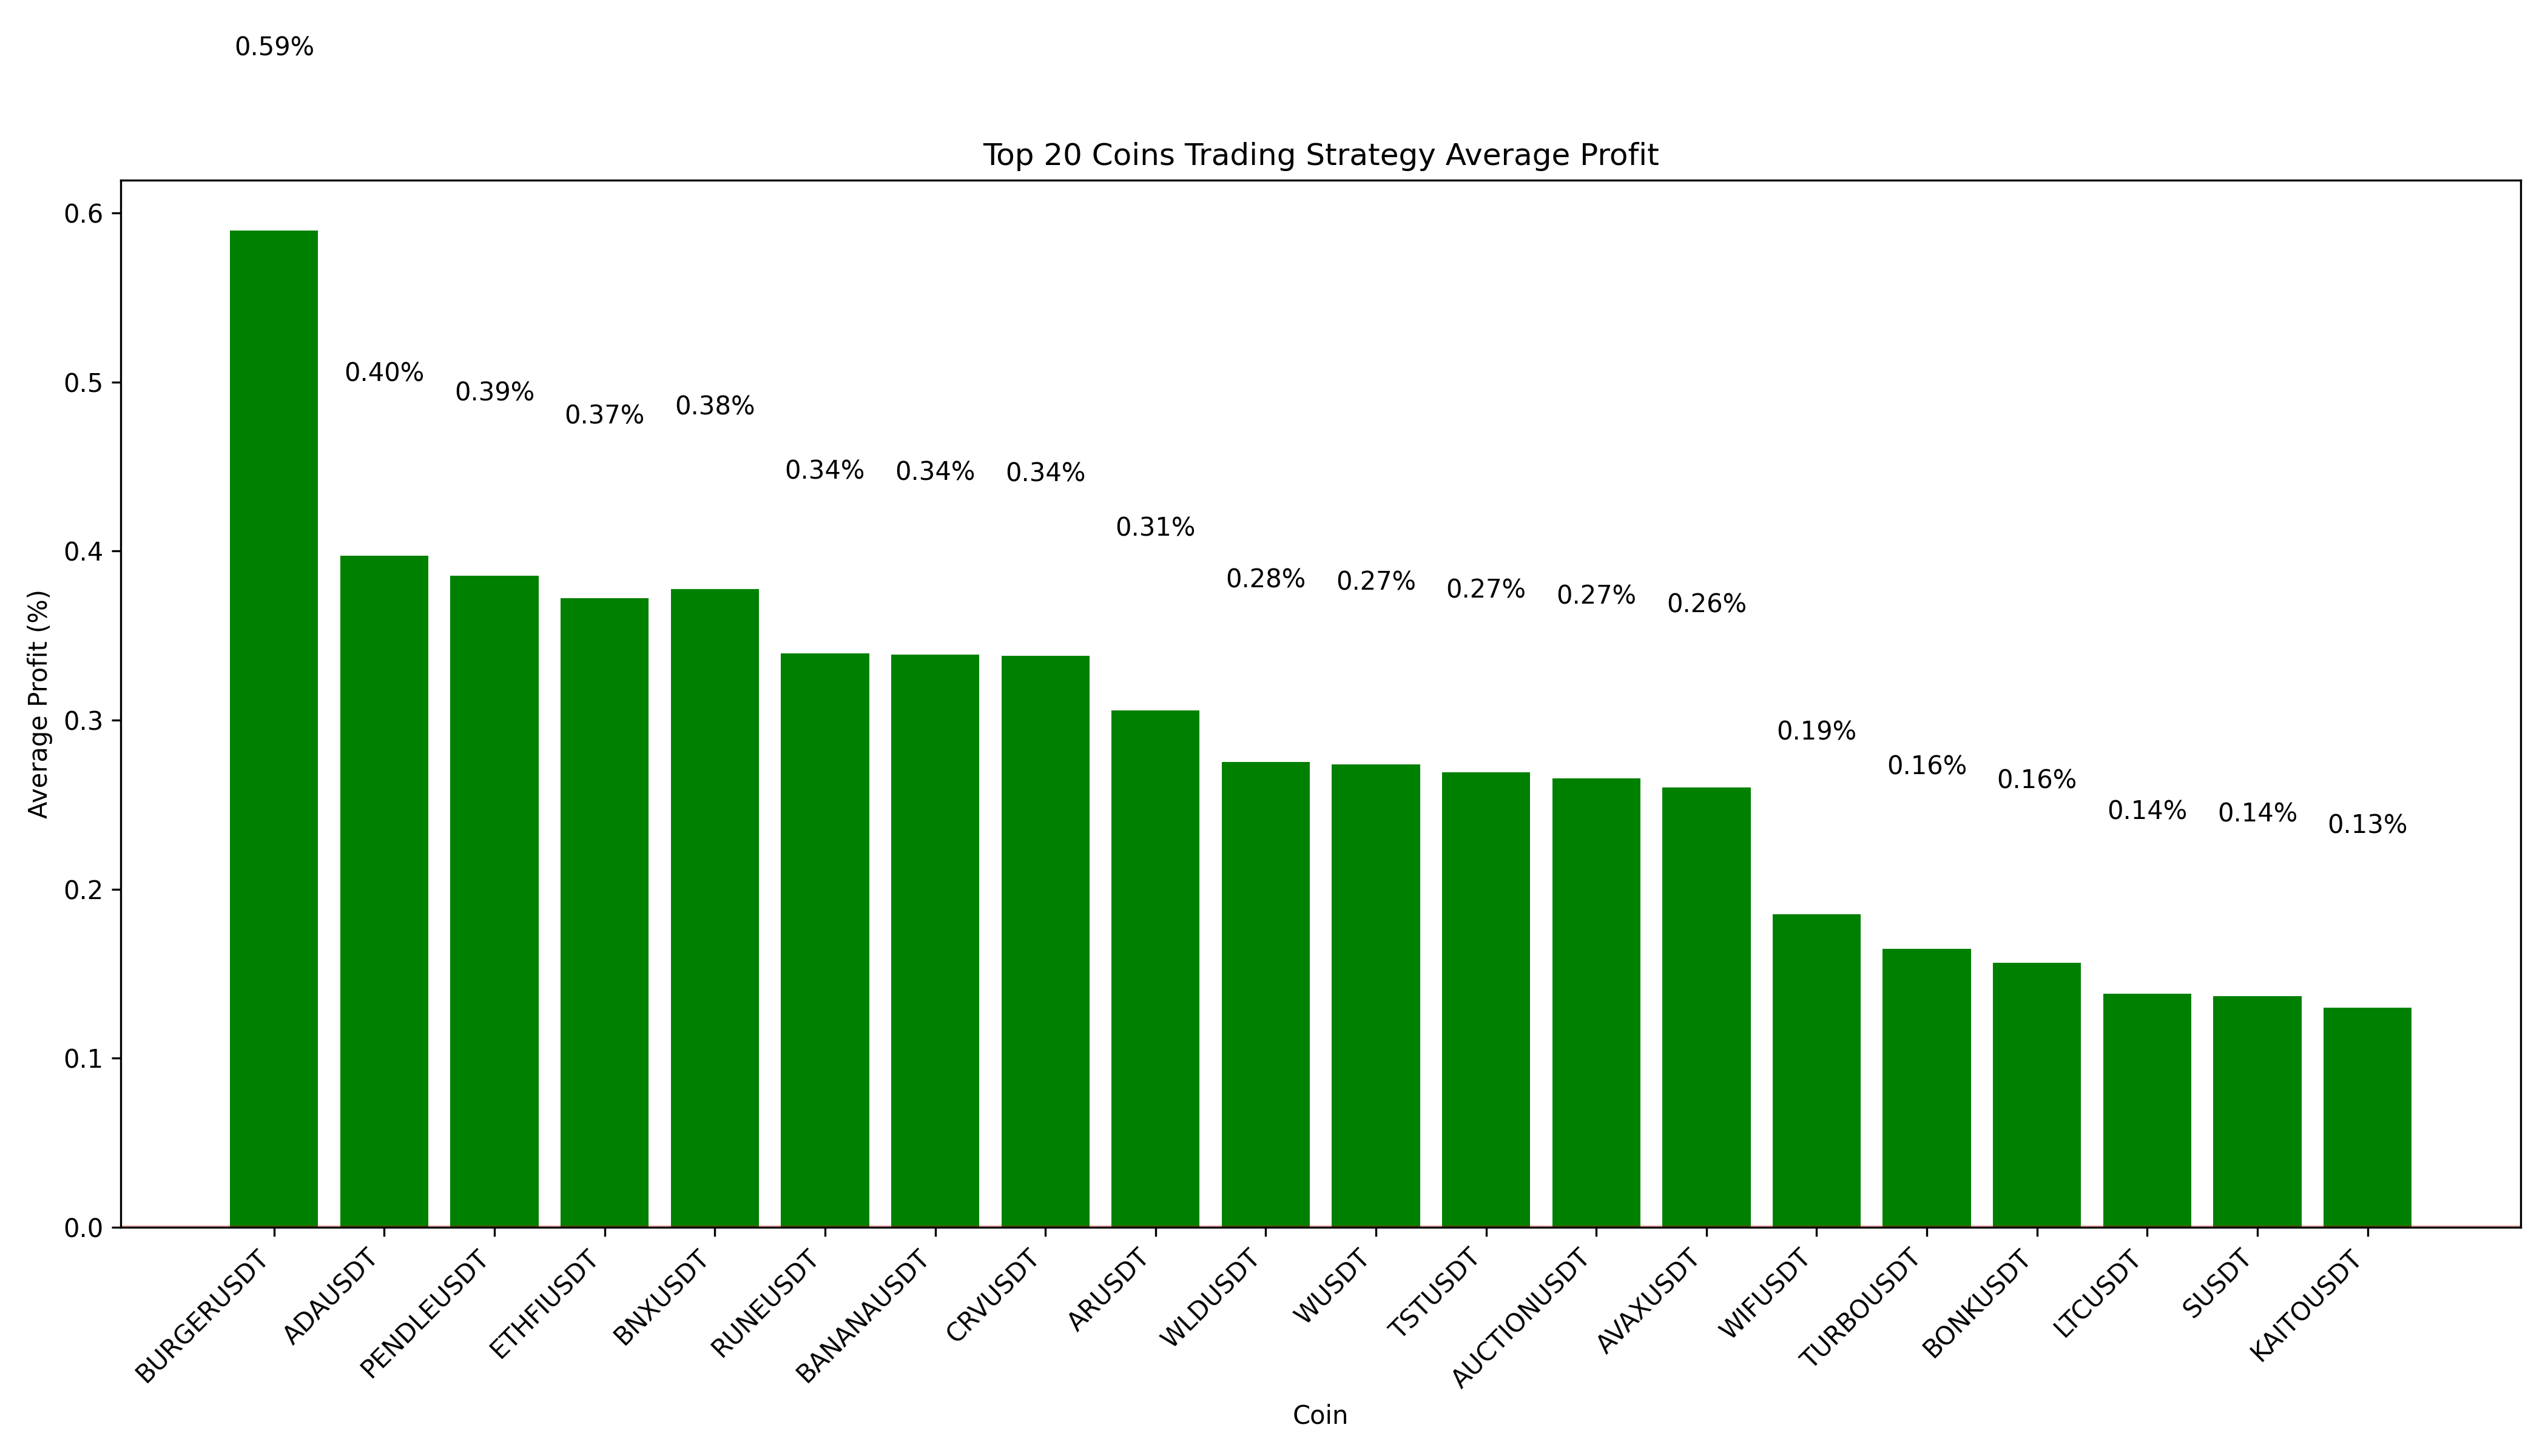 0.59%
Top 20 Coins Trading Strategy Average Profit
0.6
0.5
0.4
0.3
0.2
0.1
0.0
Average Profit (%)
0.40%
0.39%
0.37%
0.38%
0.34%
0.34%
0.34%
0.31%
0.28%
0.27%
0.27%
0.27%
0.26%
0.19%
0.16%
0.16%
0.14%
0.14%
0.13%
BURGERUSDT
ADAUSDT
PENDLEUSDT
ETHFIUSDT
BNXUSDT
RUNEUSDT
BANANAUSDT
CRVUSDT
ARUSDT
WLDUSDT
WUSDT
TSTUSDT
AUCTIONUSDT
AVAXUSDT
WIFUSDT
TURBOUSDT
BONKUSDT
LTCUSDT
SUSDT
KAITOUSDT
Coin